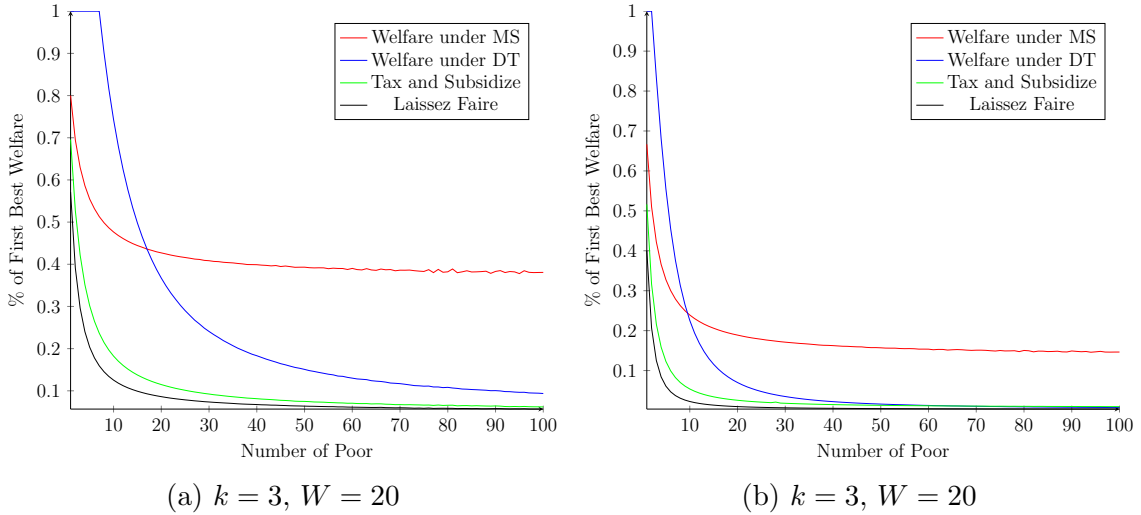 1
0.9
0.8
0.7
0.6
0.5
0.4
0.3
0.2
0.1
10 20 30 40 50 60 70 80 90 100
Number of Poor
% of First Best Welfare
Welfare under MS
Welfare under DT
Tax and Subsidize
Laissez Faire
(a) k = 3, W = 20
1
0.9
0.8
0.7
0.6
0.5
0.4
0.3
0.2
0.1
10 20 30 40 50 60 70 80 90 100
Number of Poor
% of First Best Welfare
Welfare under MS
Welfare under DT
Tax and Subsidize
Laissez Faire
(b) k = 3, W = 20